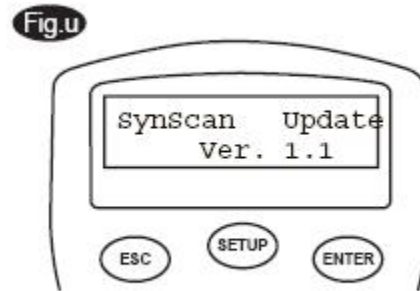 Fig.u
SynScan Update
Ver. 1.1
ESC SETUP ENTER